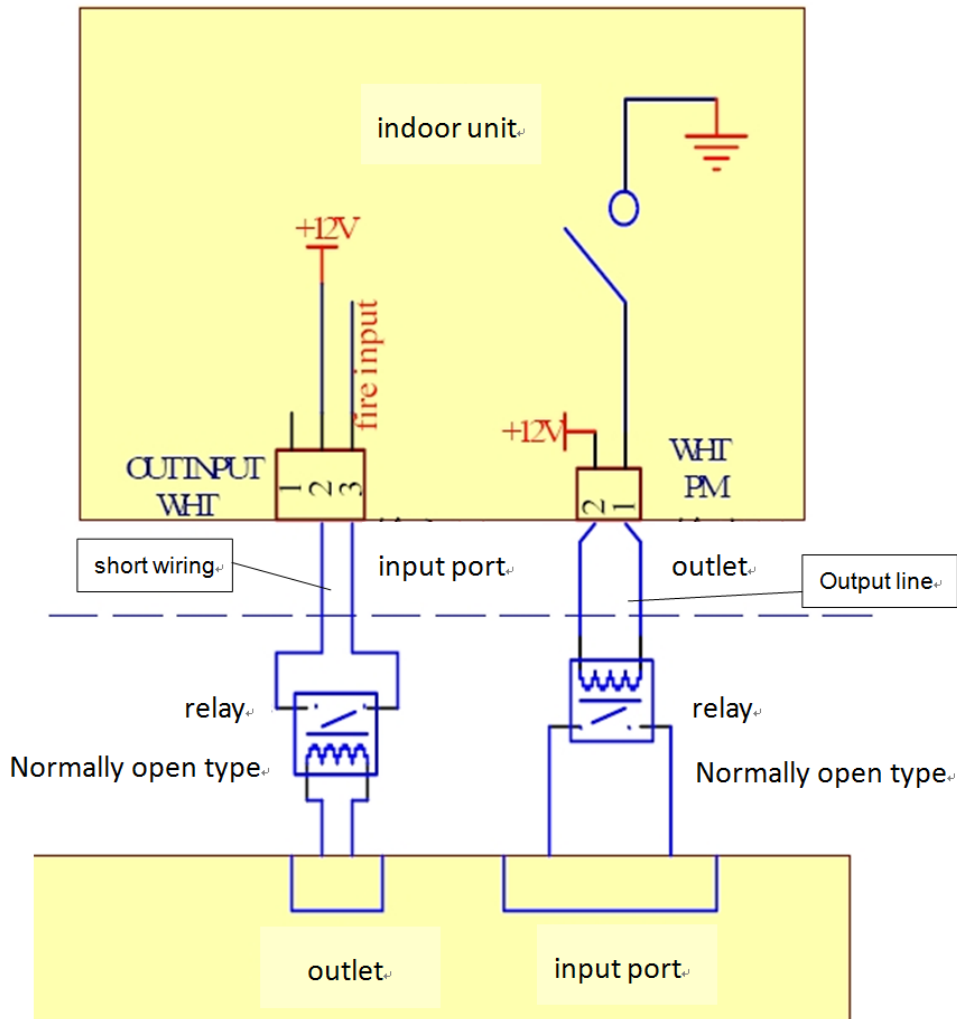 indoor unit
+12V
fire input
+12V
OUTINPUT
WHT
1
2
3
2
1
WHT
PM
short wiring
input port
outlet
Output line
relay
relay
Normally open type
Normally open type
outlet
input port